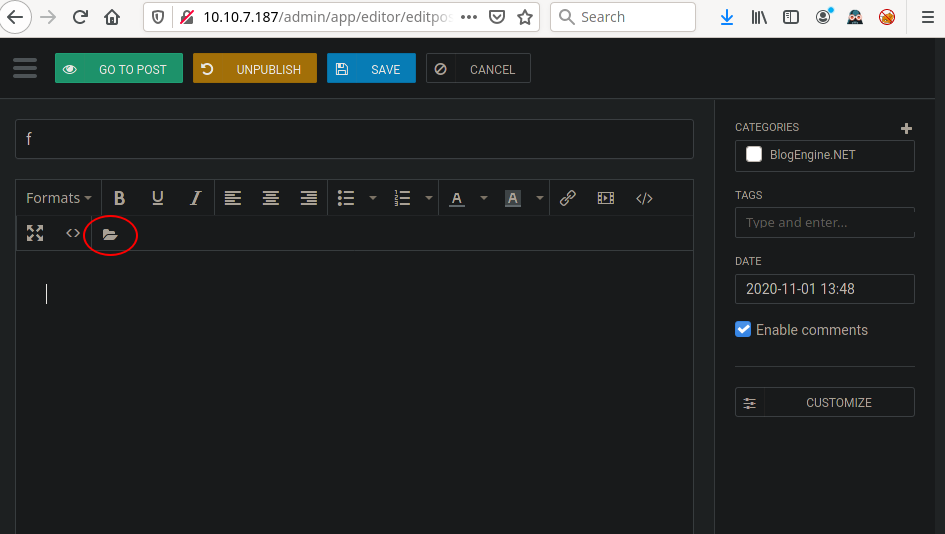 10.10.7.187/admin/app/editor/editpos
Search
GO TO POST
UNPUBLISH
SAVE
CANCEL
f
CATEGORIES
BlogEngine.NET
TAGS
Type and enter...
DATE
2020-11-01 13:48
Enable comments
CUSTOMIZE
Formats
B U I
A A
</>
<>